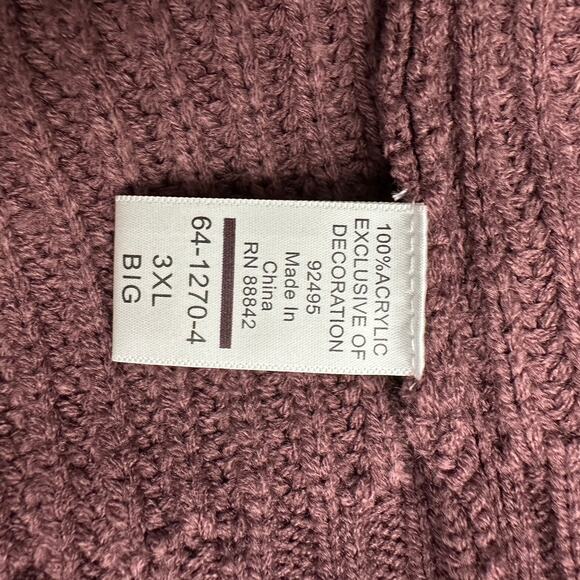 100%ACRYLIC
EXCLUSIVE OF
DECORATION
92495
Made In
China
RN 88842
64-1270-4
3XL
BIG